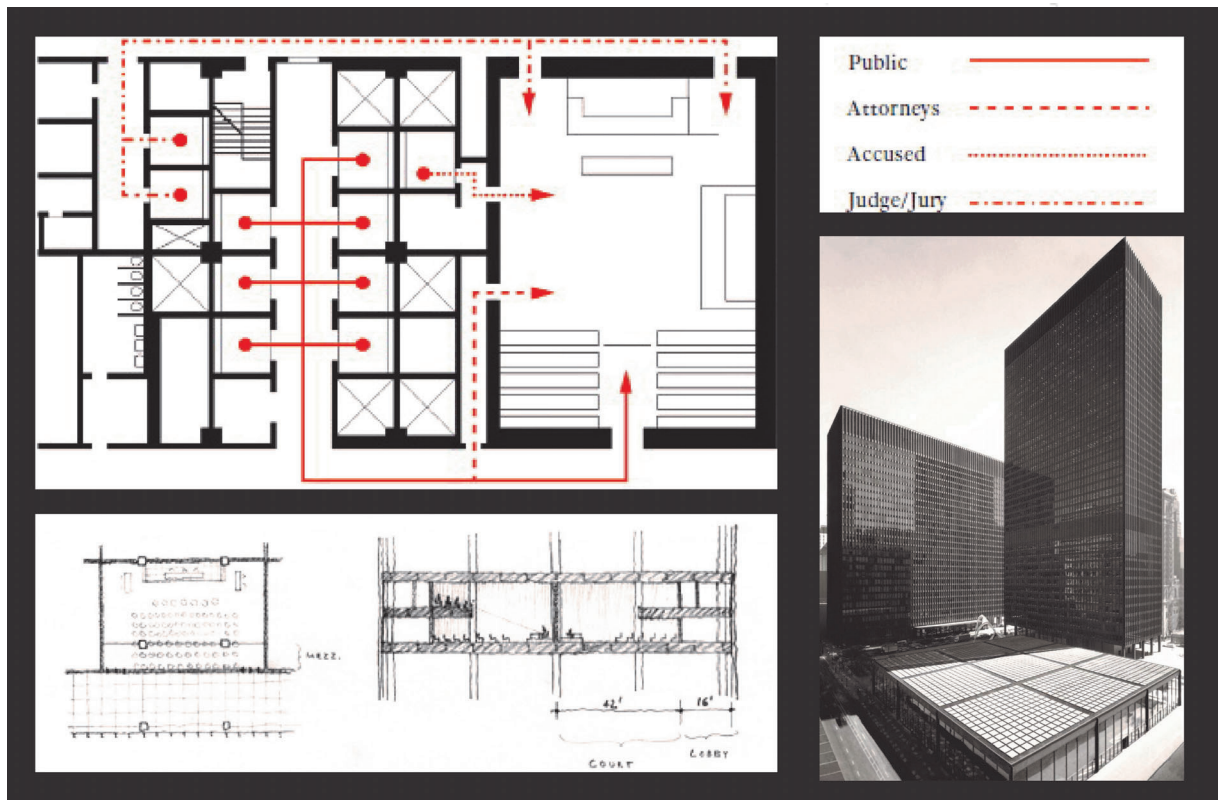 Public
Attorneys
Accused
Judge/Jury
MEZZ.
42'
16'
COURT
LOBBY